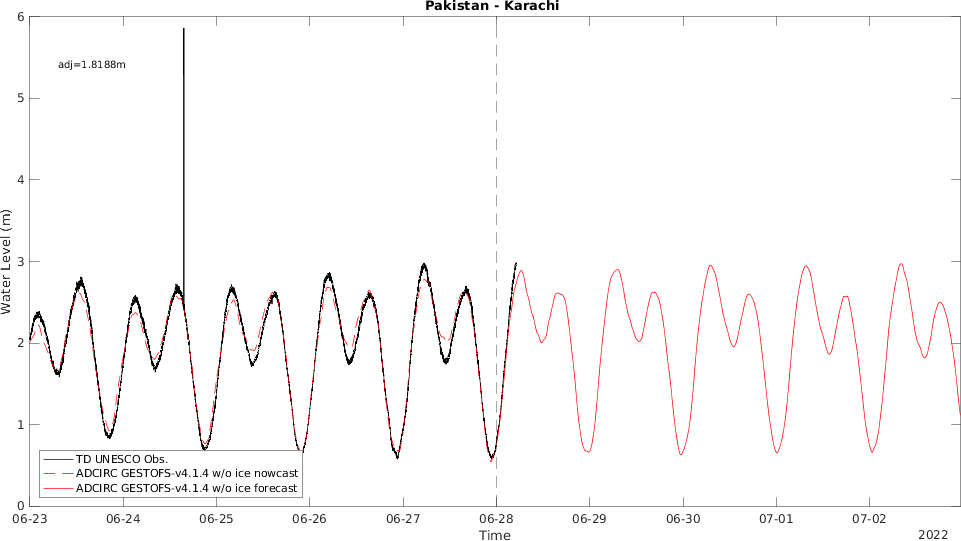 Pakistan - Karachi
6
adj=1.8188m
5
4
3
2
1
0
Water Level (m)
TD UNESCO Obs.
ADCIRC GESTOFS-v4.1.4 w/o ice nowcast
ADCIRC GESTOFS-v4.1.4 w/o ice forecast
06-23 06-24 06-25 06-26 06-27 06-28 06-29 06-30 07-01 07-02
Time
2022